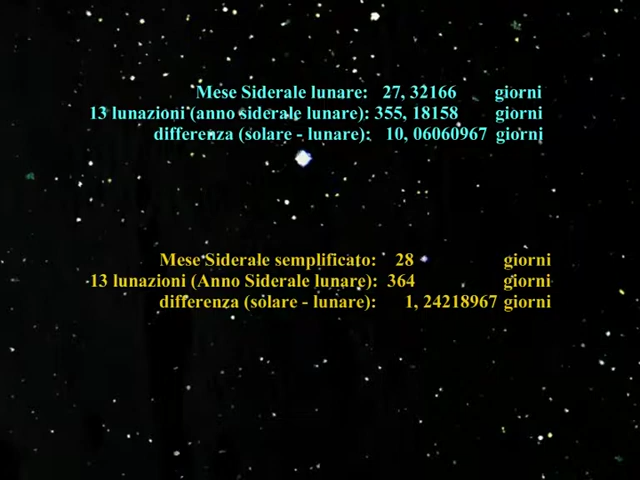 Mese Siderale lunare: 27, 32166 giorni
13 lunazioni (anno siderale lunare): 355, 18158 giorni
differenza (solare - lunare): 10, 06060967 giorni
Mese Siderale semplificato: 28 giorni
13 lunazioni (Anno Siderale lunare): 364 giorni
differenza (solare - lunare): 1, 24218967 giorni